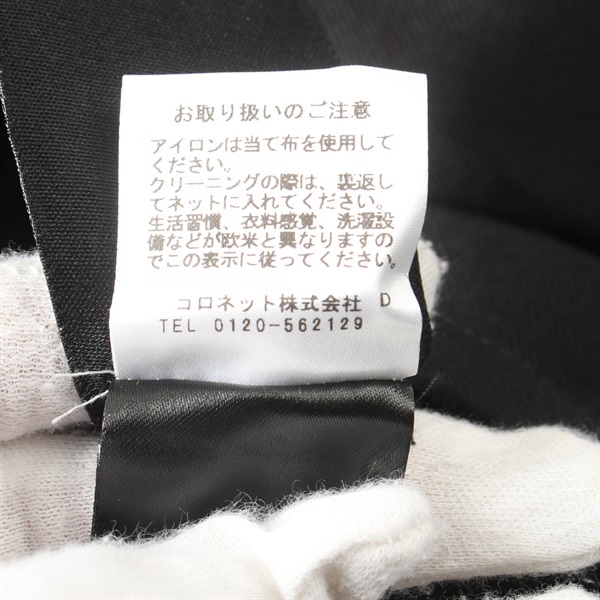 お取り扱いのご注意
アイロンは当て布を使用して
ください。
クリーニングの際は、裏返し
てネットに入れてください。
生活習慣、衣料感覚、洗濯設
備などが欧米と異なりますの
でこの表示に従ってください。
コロネット株式会社 D
TEL 0120-562129